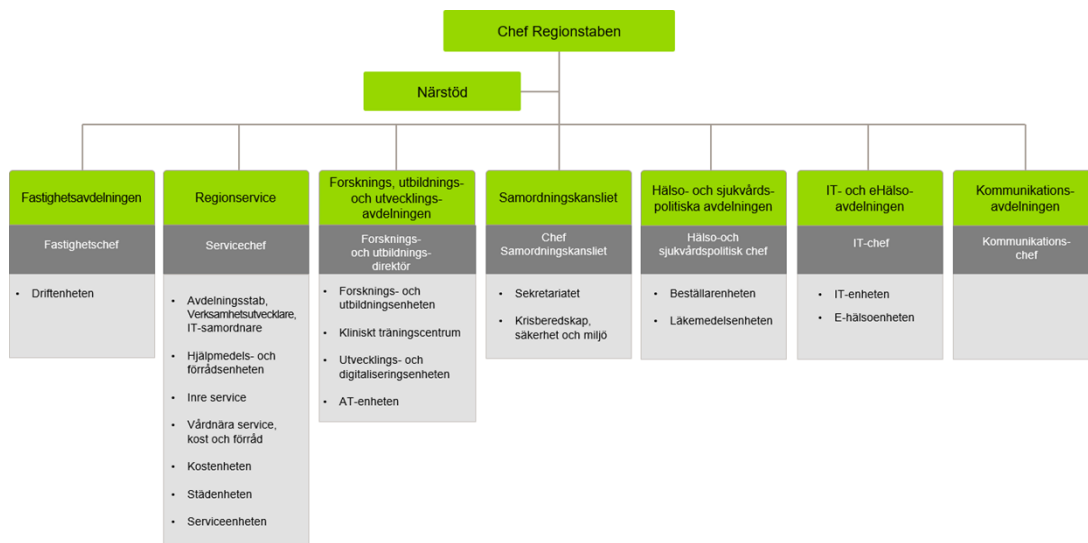 Chef Regionstaben
Närstöd
Fastighetsavdelningen
Fastighetschef
• Driftenheten
Regionservice
Servicechef
• Avdelningsstab,
Verksamhetsutvecklare,
IT-samordnare
• Hjälpmedels- och
förrådsenheten
• Inre service
• Vårdnära service,
kost och förråd
• Kostenheten
• Städenheten
• Serviceenheten
Forsknings, utbildnings-
och utvecklings-
avdelningen
Forsknings-
och utbildnings-
direktör
• Forsknings- och
utbildningsenheten
• Kliniskt träningscentrum
• Utvecklings- och
digitaliseringsenheten
• AT-enheten
Samordningskansliet
Chef
Samordningskansliet
• Sekretariatet
• Krisberedskap,
säkerhet och miljö
Hälso- och sjukvårds-
politiska avdelningen
Hälso-och
sjukvårdspolitisk chef
• Beställarenheten
• Läkemedelsenheten
IT- och eHälso-
avdelningen
IT-chef
• IT-enheten
• E-hälsoenheten
Kommunikations-
avdelningen
Kommunikations-
chef